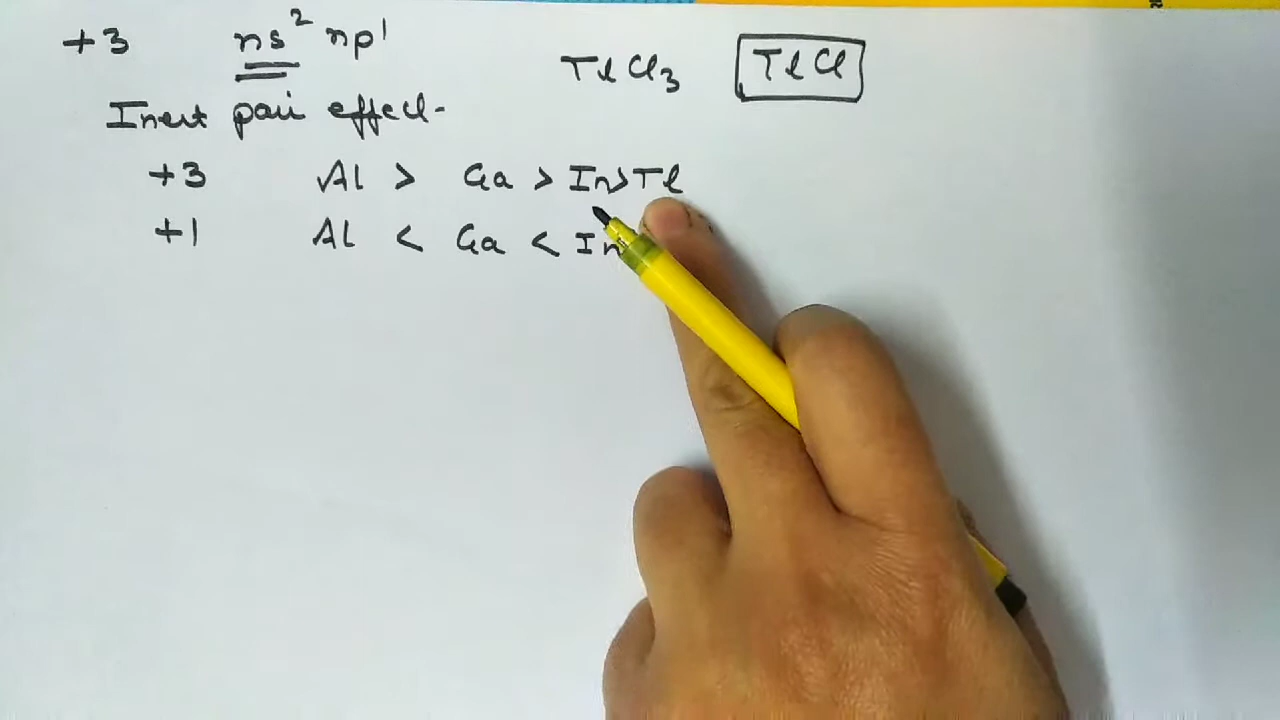 +3 ns² np¹ TlCl₃ TlCl
Inert pair effect-
+3 Al > Ga > In > Tl
+1 Al < Ga < In